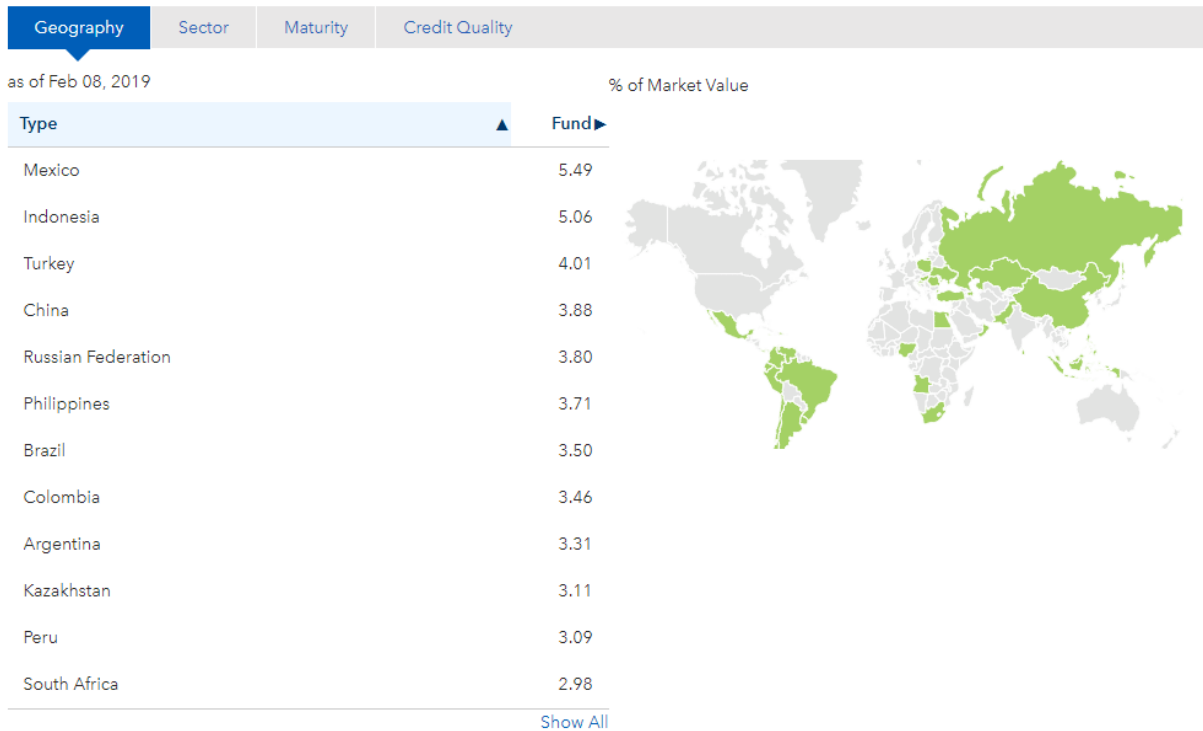 Geography Sector Maturity Credit Quality
as of Feb 08, 2019
% of Market Value
Type ▲ Fund▶
Mexico 5.49
Indonesia 5.06
Turkey 4.01
China 3.88
Russian Federation 3.80
Philippines 3.71
Brazil 3.50
Colombia 3.46
Argentina 3.31
Kazakhstan 3.11
Peru 3.09
South Africa 2.98
Show All